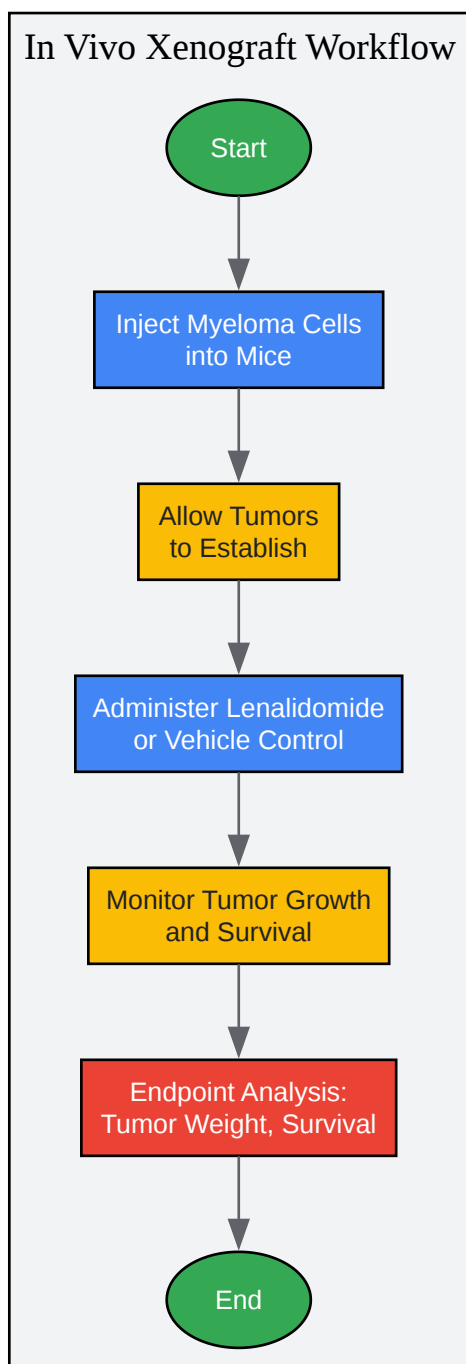 In Vivo Xenograft Workflow
Start
Inject Myeloma Cells
into Mice
Allow Tumors
to Establish
Administer Lenalidomide
or Vehicle Control
Monitor Tumor Growth
and Survival
Endpoint Analysis:
Tumor Weight, Survival
End